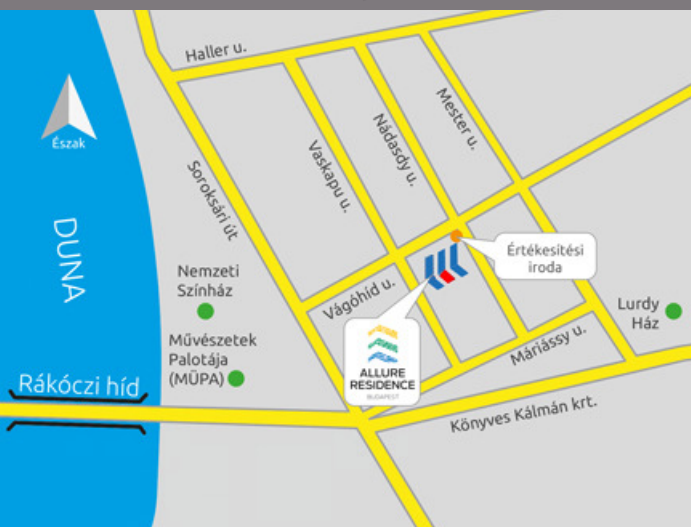 Haller u.
Észak
Mester u.
Nádasdy u.
Vaskapu u.
Soroksári út
DUNA
Értékesítési
iroda
Nemzeti
Színház
Vágóhíd u.
Lurdy
Ház
Művészetek
Palotája
(MÜPA)
Máriássy u.
ALLURE
RESIDENCE
BUDAPEST
Rákóczi híd
Könyves Kálmán krt.